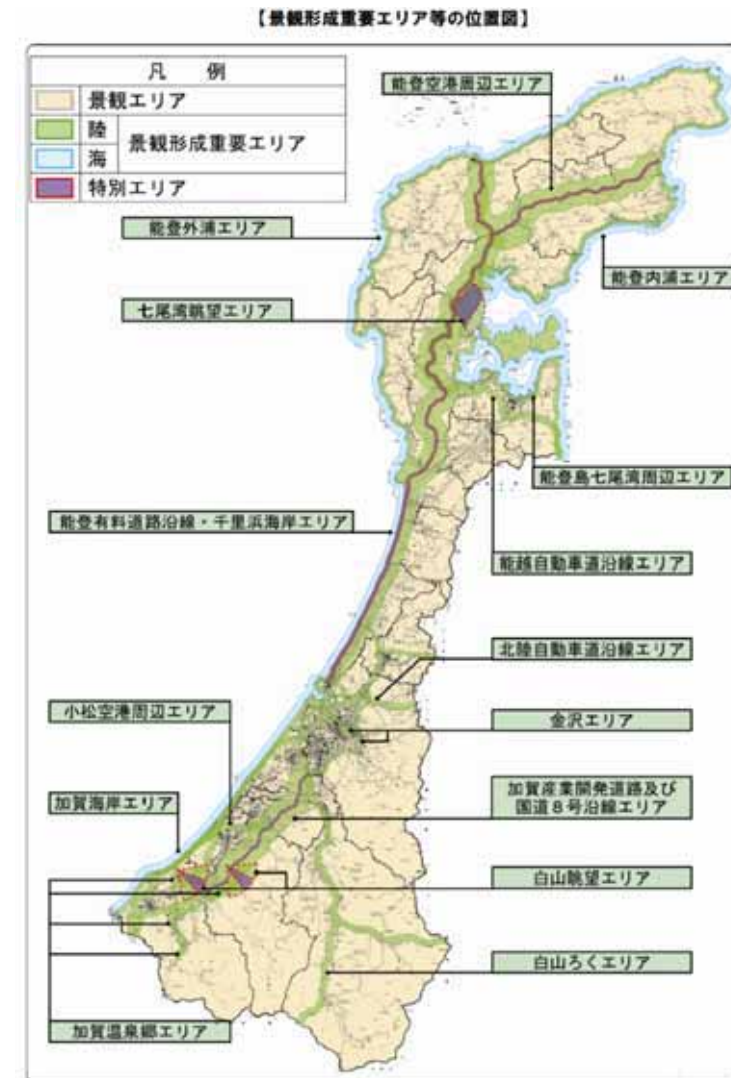 【景観形成重要エリア等の位置図】
凡 例
景観エリア
陸
海
景観形成重要エリア
特別エリア
能登空港周辺エリア
能登外浦エリア
能登内浦エリア
七尾湾眺望エリア
能登島七尾湾周辺エリア
能登有料道路沿線・千里浜海岸エリア
能越自動車道沿線エリア
北陸自動車道沿線エリア
小松空港周辺エリア
金沢エリア
加賀海岸エリア
加賀産業開発道路及び
国道8号沿線エリア
白山眺望エリア
白山ろくエリア
加賀温泉郷エリア